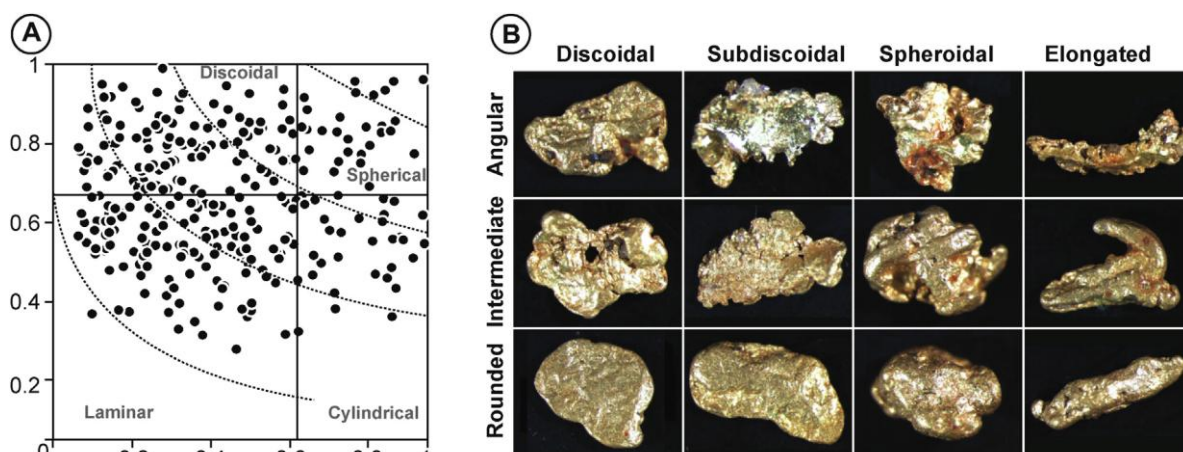 A
1
0.8
0.6
0.4
0.2
0
Discoidal
Spherical
Laminar
Cylindrical
B
Discoidal Subdiscoidal Spheroidal Elongated
Angular
Intermediate
Rounded